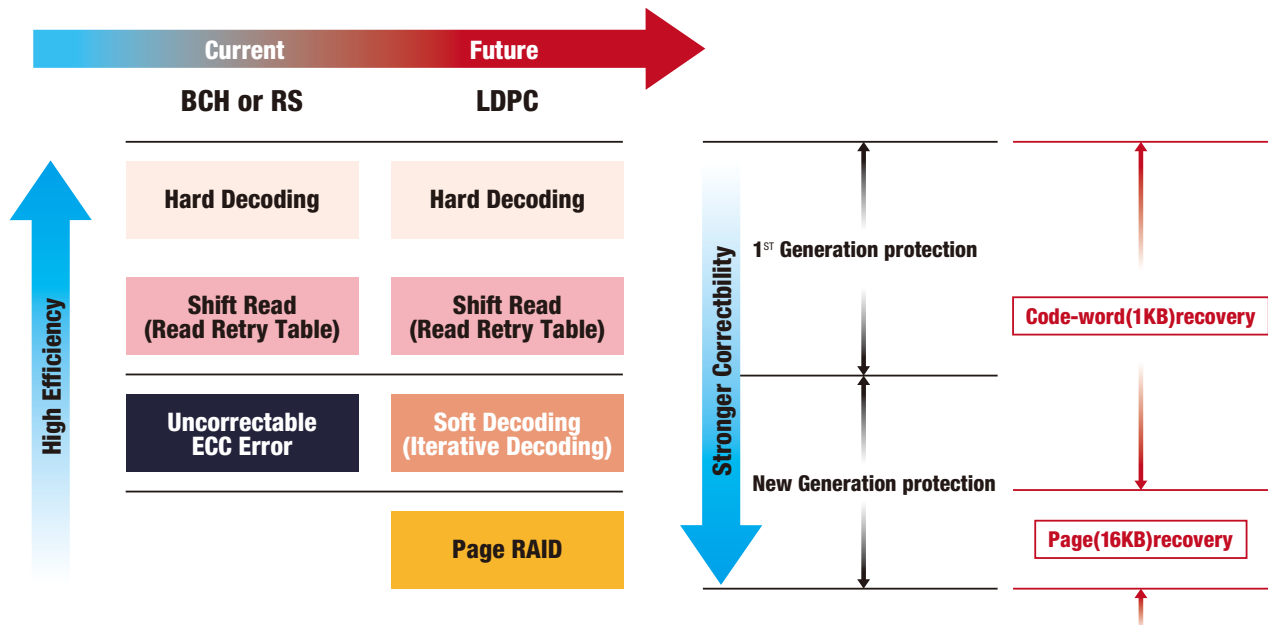 Current
Future
BCH or RS
LDPC
High Efficiency
Hard Decoding
Hard Decoding
Shift Read
(Read Retry Table)
Shift Read
(Read Retry Table)
Uncorrectable
ECC Error
Soft Decoding
(Iterative Decoding)
Page RAID
Stronger Correctbility
1ST Generation protection
New Generation protection
Code-word(1KB)recovery
Page(16KB)recovery